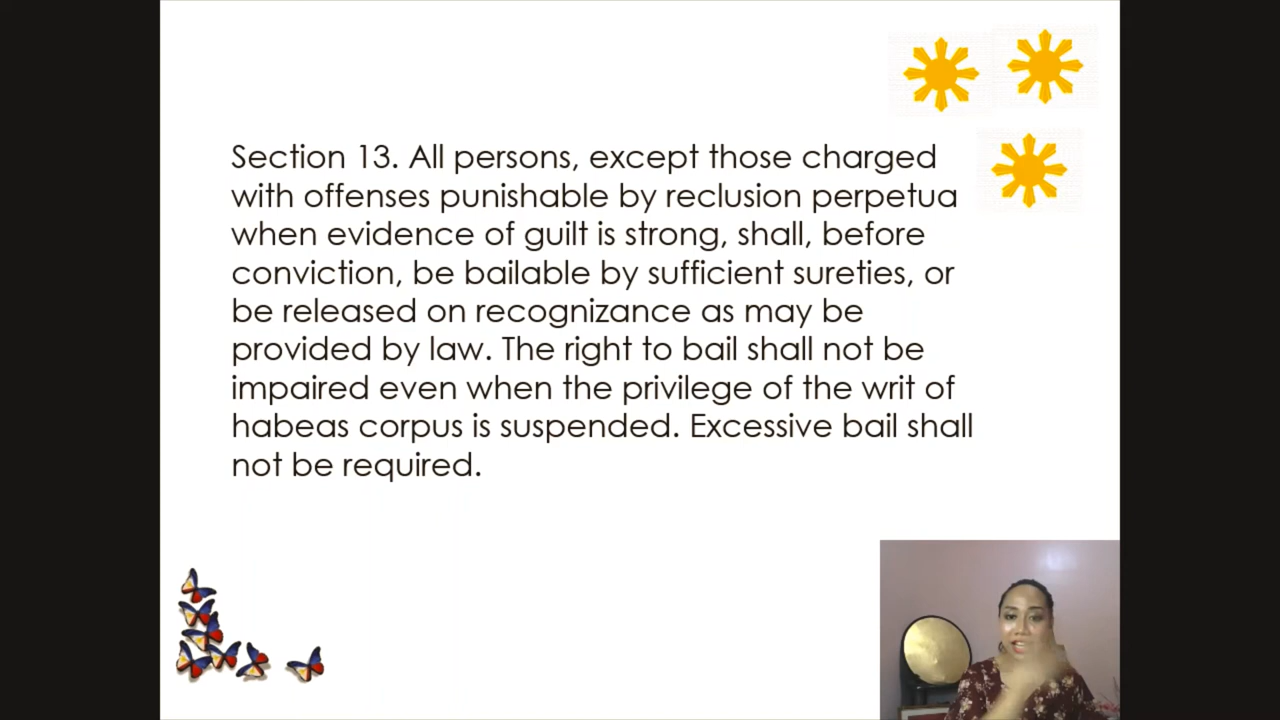 Section 13. All persons, except those charged
with offenses punishable by reclusion perpetua
when evidence of guilt is strong, shall, before
conviction, be bailable by sufficient sureties, or
be released on recognizance as may be
provided by law. The right to bail shall not be
impaired even when the privilege of the writ of
habeas corpus is suspended. Excessive bail shall
not be required.